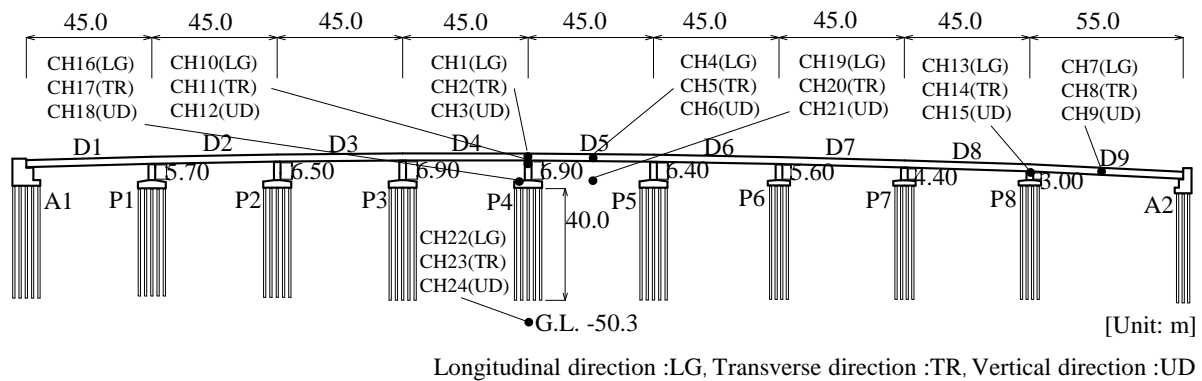 45.0 45.0 45.0 45.0 45.0 45.0 45.0 45.0 55.0
CH16(LG) CH10(LG) CH1(LG) CH4(LG) CH19(LG) CH13(LG) CH7(LG)
CH17(TR) CH11(TR) CH2(TR) CH5(TR) CH20(TR) CH14(TR) CH8(TR)
CH18(UD) CH12(UD) CH3(UD) CH6(UD) CH21(UD) CH15(UD) CH9(UD)
D1 D2 D3 D4 D5 D6 D7 D8 D9
5.70 6.50 6.90 6.90 6.40 5.60 4.40 3.00
A1 P1 P2 P3 P4 P5 P6 P7 P8 A2
40.0
CH22(LG)
CH23(TR)
CH24(UD)
G.L. -50.3
[Unit: m]
Longitudinal direction :LG, Transverse direction :TR, Vertical direction :UD